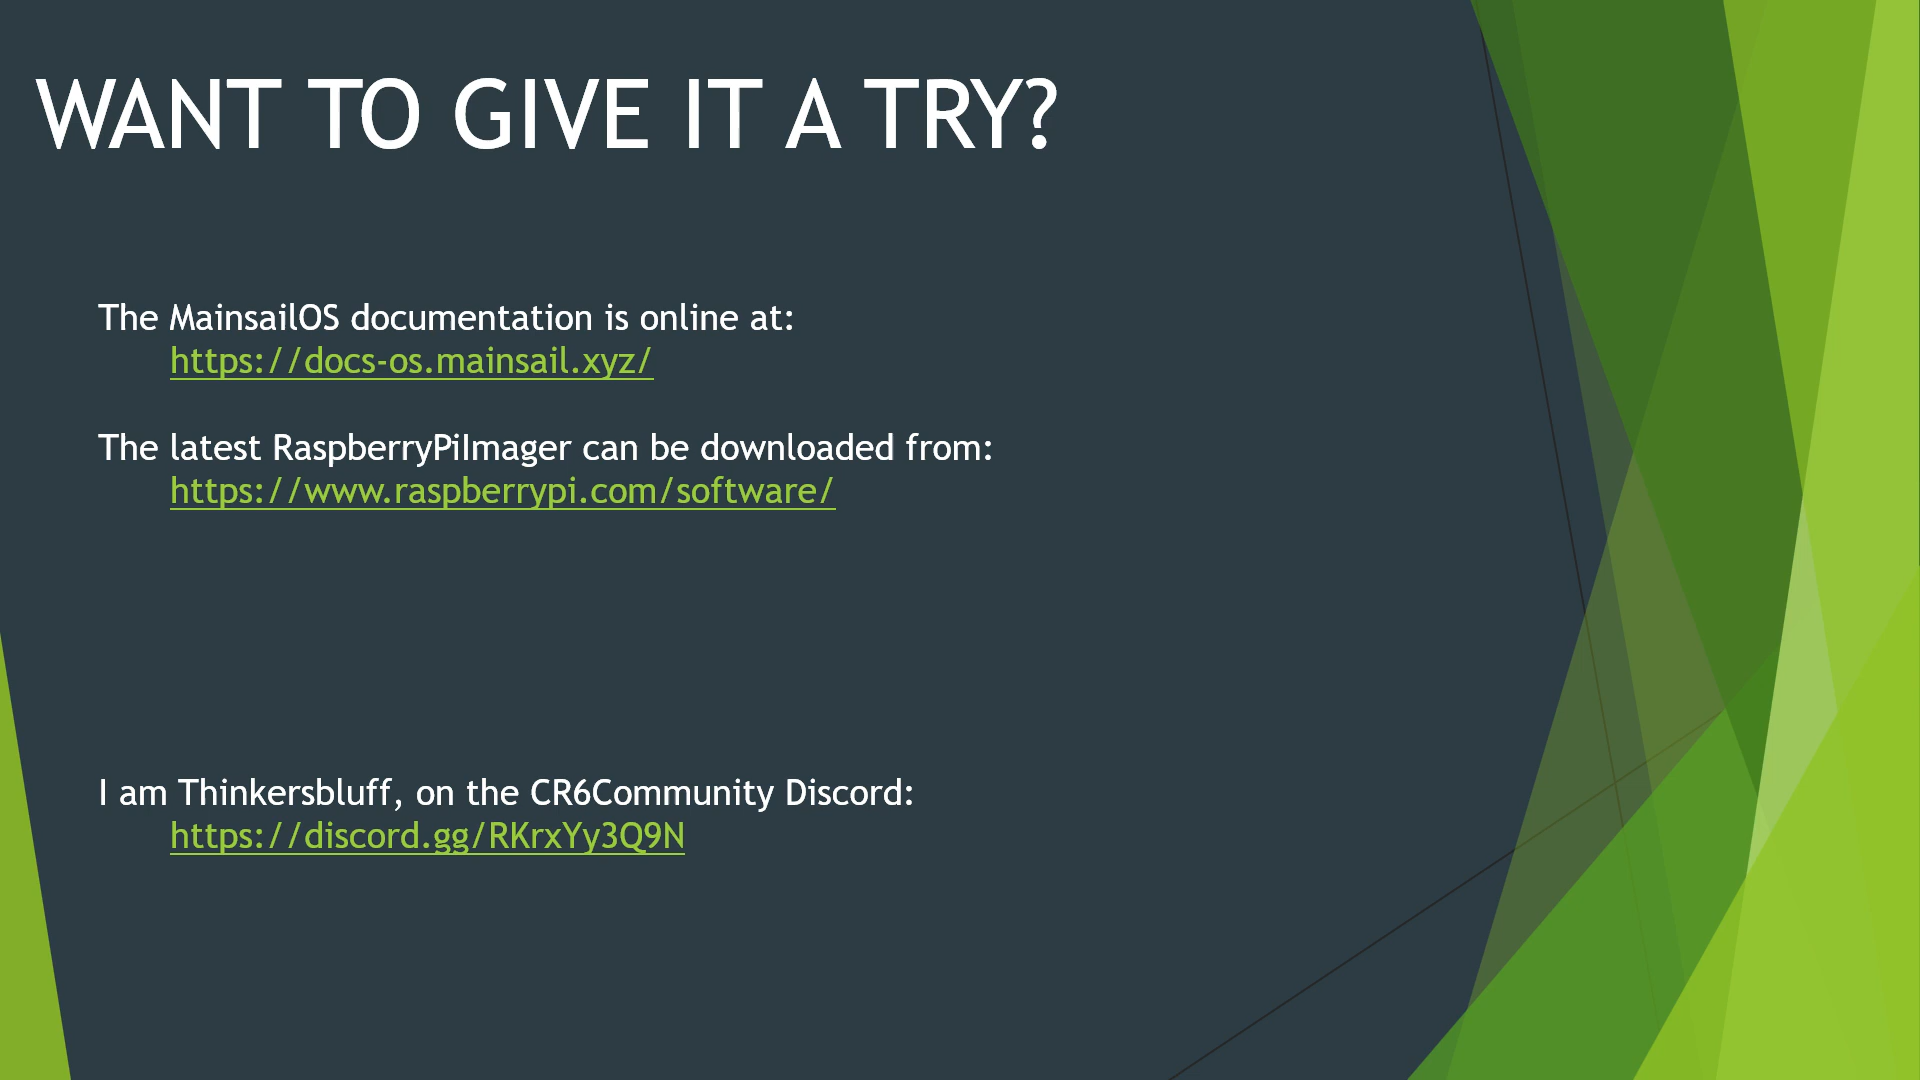 WANT TO GIVE IT A TRY?
The MainsailOS documentation is online at:
https://docs-os.mainsail.xyz/
The latest RaspberryPiImager can be downloaded from:
https://www.raspberrypi.com/software/
I am Thinkersbluff, on the CR6Community Discord:
https://discord.gg/RKrxYy3Q9N